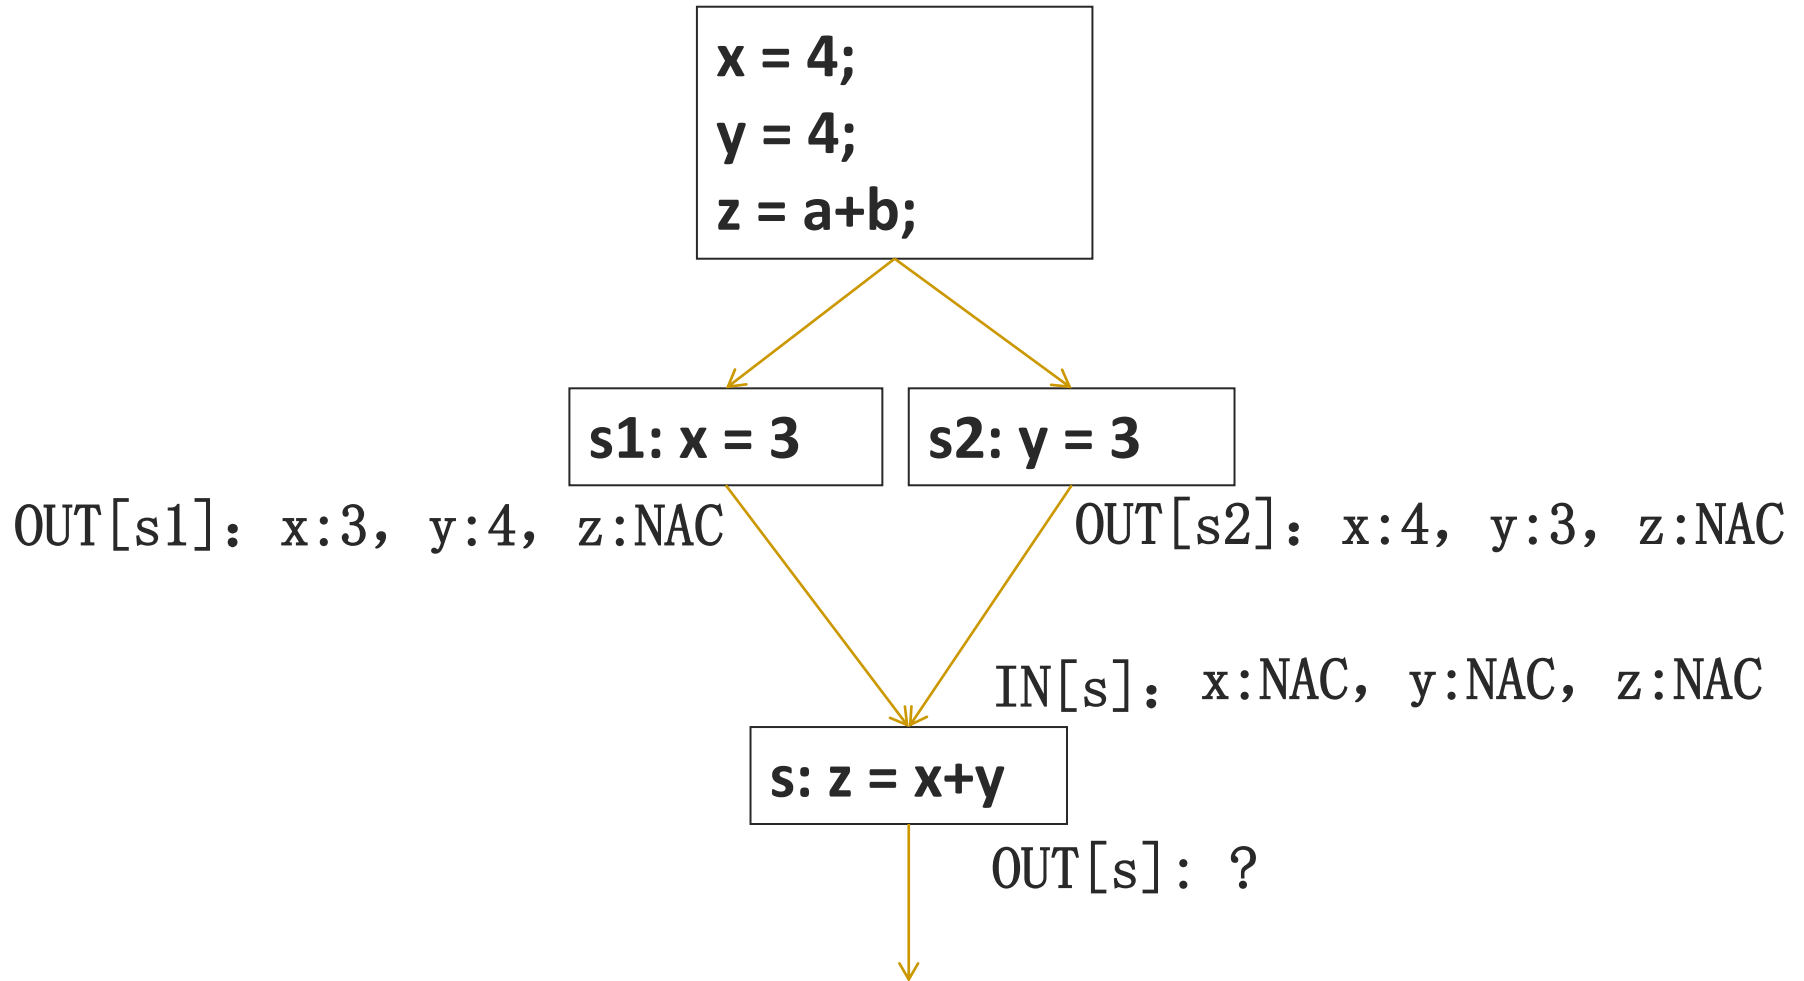 x = 4;
y = 4;
z = a+b;
s1: x = 3
s2: y = 3
OUT[s1]: x:3, y:4, z:NAC
OUT[s2]: x:4, y:3, z:NAC
IN[s]: x:NAC, y:NAC, z:NAC
s: z = x+y
OUT[s]: ?